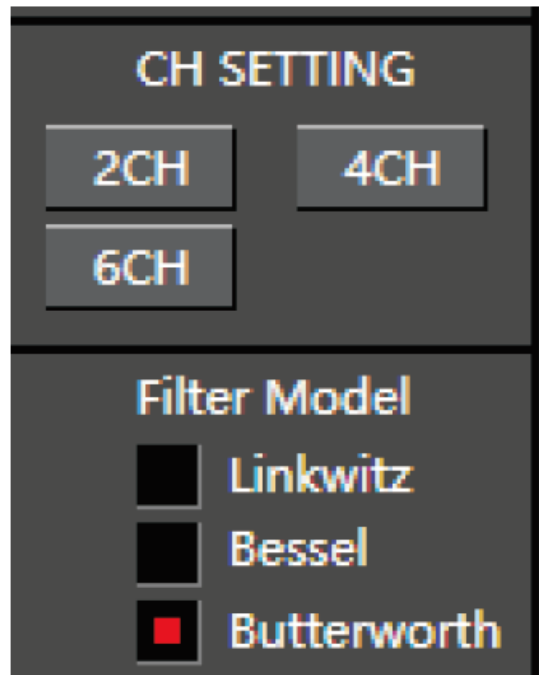 CH SETTING
2CH 4CH
6CH
Filter Model
Linkwitz
Bessel
Butterworth